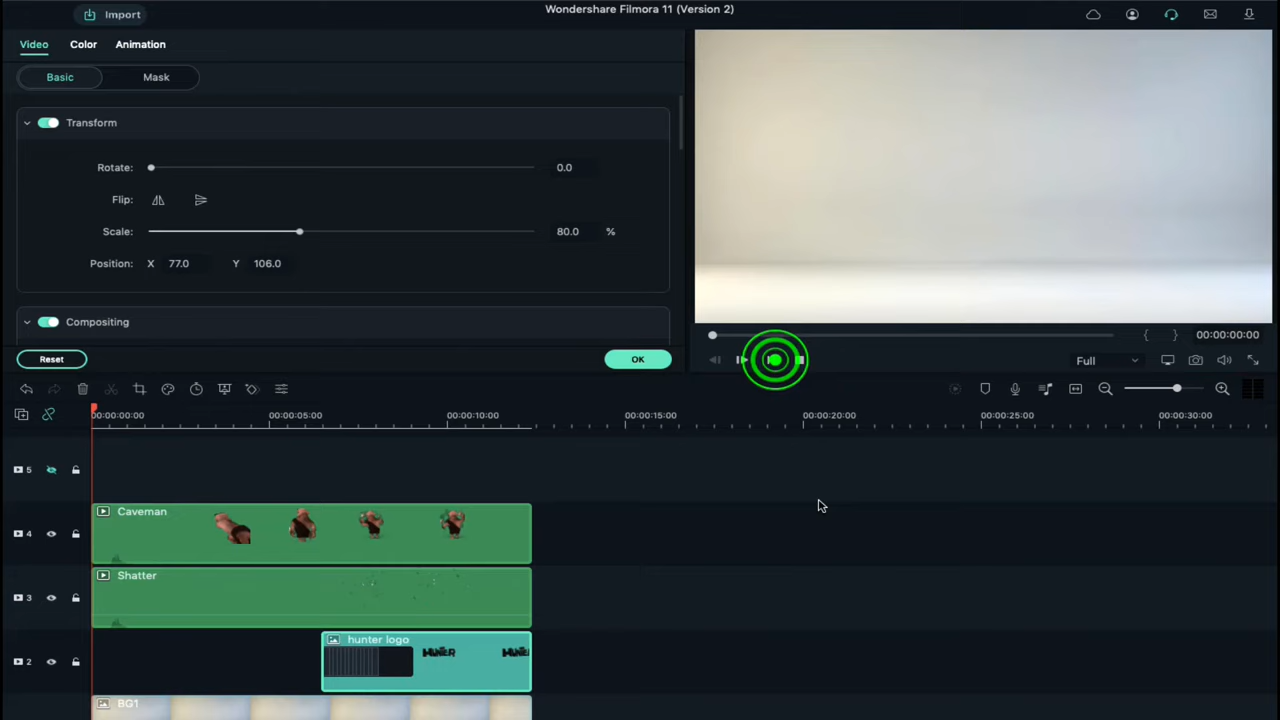 Wondershare Filmora 11 (Version 2)
Import
Video
Color
Animation
Basic
Mask
Transform
Rotate:
0.0
Flip:
Scale:
80.0
%
Position:
X
77.0
Y
106.0
Compositing
Reset
OK
{ }
00:00:00:00
Full
00:00:00:00
00:00:05:00
00:00:10:00
00:00:15:00
00:00:20:00
00:00:25:00
00:00:30:00
5
4
Caveman
3
Shatter
2
hunter logo
HUNTER
BG1